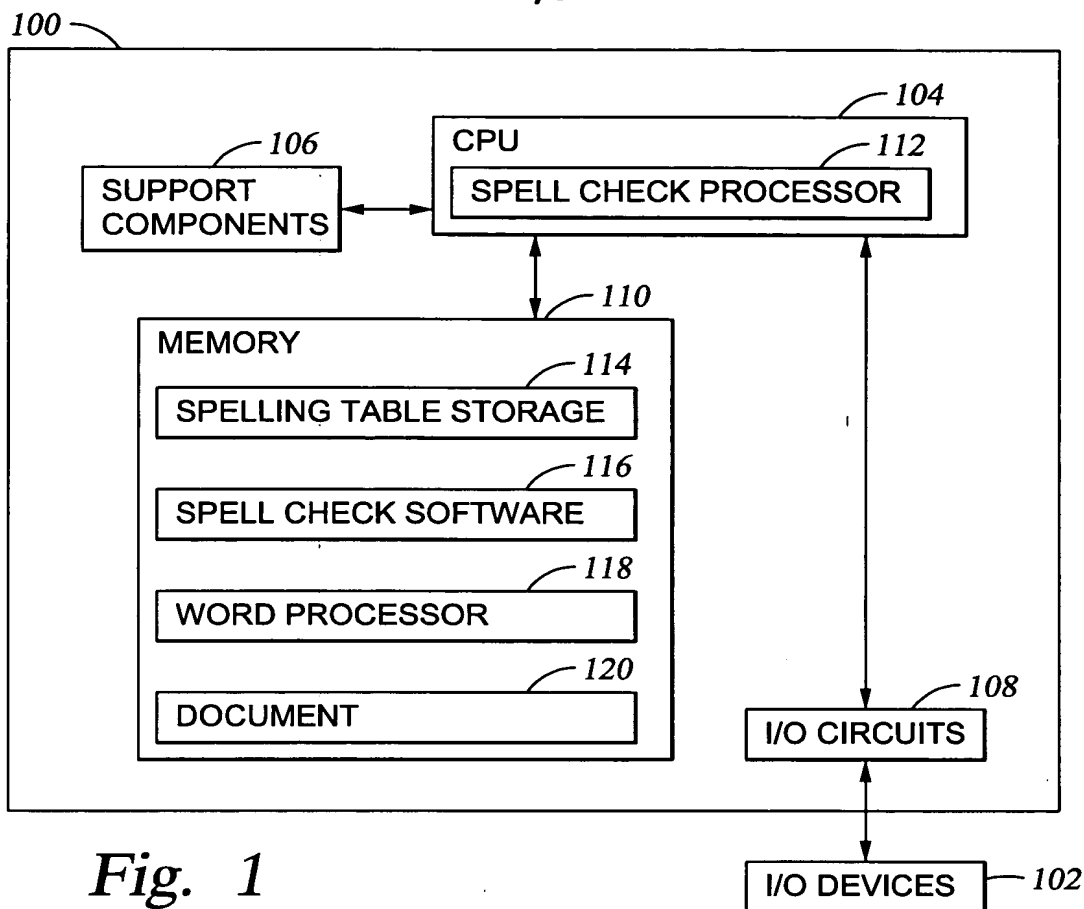 100
104
CPU
112
SPELL CHECK PROCESSOR
106
SUPPORT
COMPONENTS
110
MEMORY
114
SPELLING TABLE STORAGE
116
SPELL CHECK SOFTWARE
118
WORD PROCESSOR
120
DOCUMENT
108
I/O CIRCUITS
Fig. 1
I/O DEVICES
102